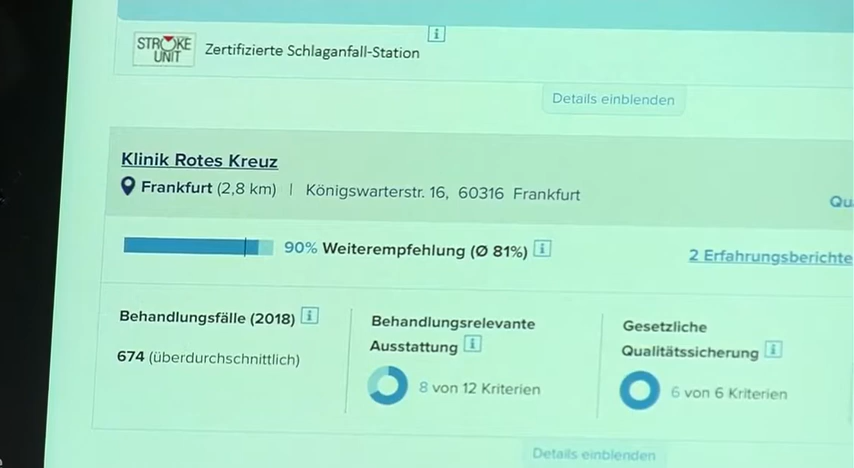 STROKE
UNIT
Zertifizierte Schlaganfall-Station
Details einblenden
Klinik Rotes Kreuz
Frankfurt (2,8 km) | Königswarterstr. 16, 60316 Frankfurt
90% Weiterempfehlung (Ø 81%)
2 Erfahrungsberichte
Behandlungsfälle (2018)
674 (überdurchschnittlich)
Behandlungsrelevante
Ausstattung
8 von 12 Kriterien
Gesetzliche
Qualitätssicherung
6 von 6 Kriterien
Details einblenden